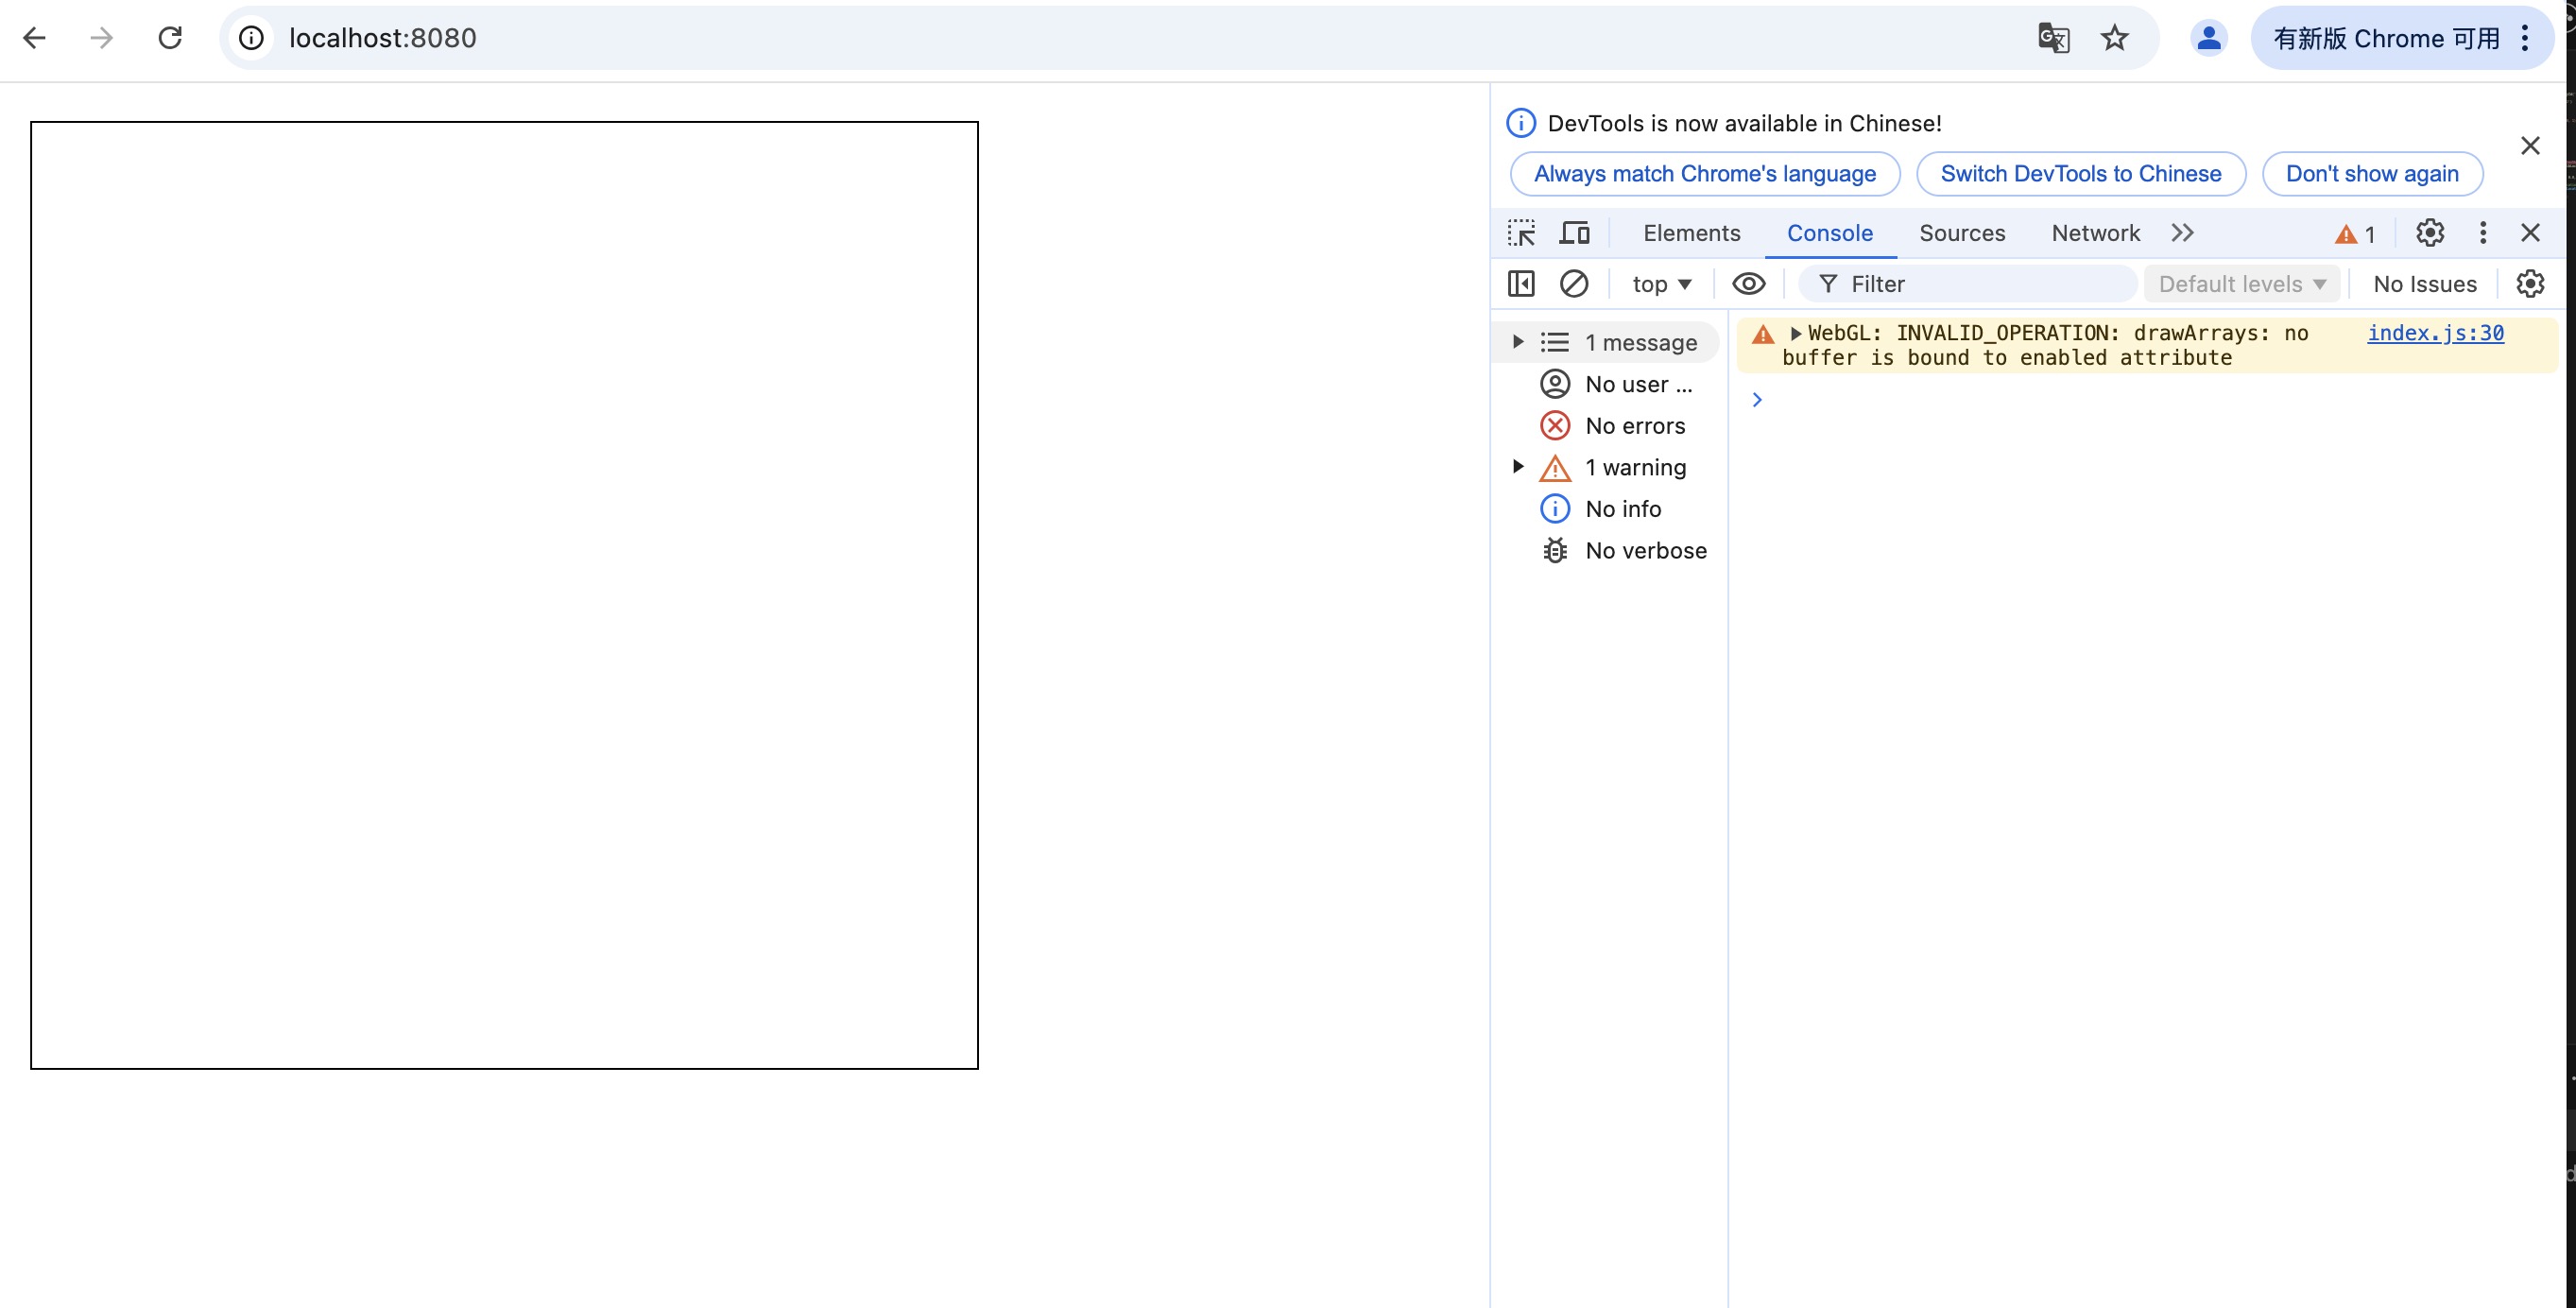 localhost:8080
有新版 Chrome 可用
DevTools is now available in Chinese!
Always match Chrome's language
Switch DevTools to Chinese
Don't show again
Elements
Console
Sources
Network
1
top
Filter
Default levels
No Issues
1 message
No user ...
No errors
1 warning
No info
No verbose
WebGL: INVALID_OPERATION: drawArrays: no
index.js:30
buffer is bound to enabled attribute